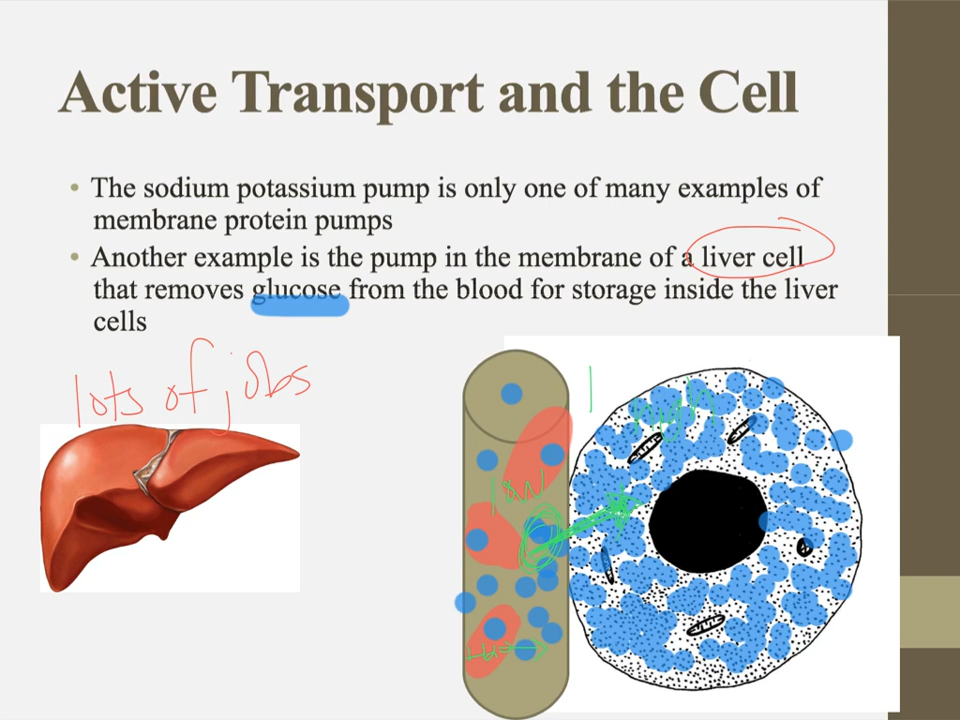 Active Transport and the Cell
• The sodium potassium pump is only one of many examples of
membrane protein pumps
• Another example is the pump in the membrane of a liver cell
that removes glucose from the blood for storage inside the liver
cells
lots of jobs
high
low